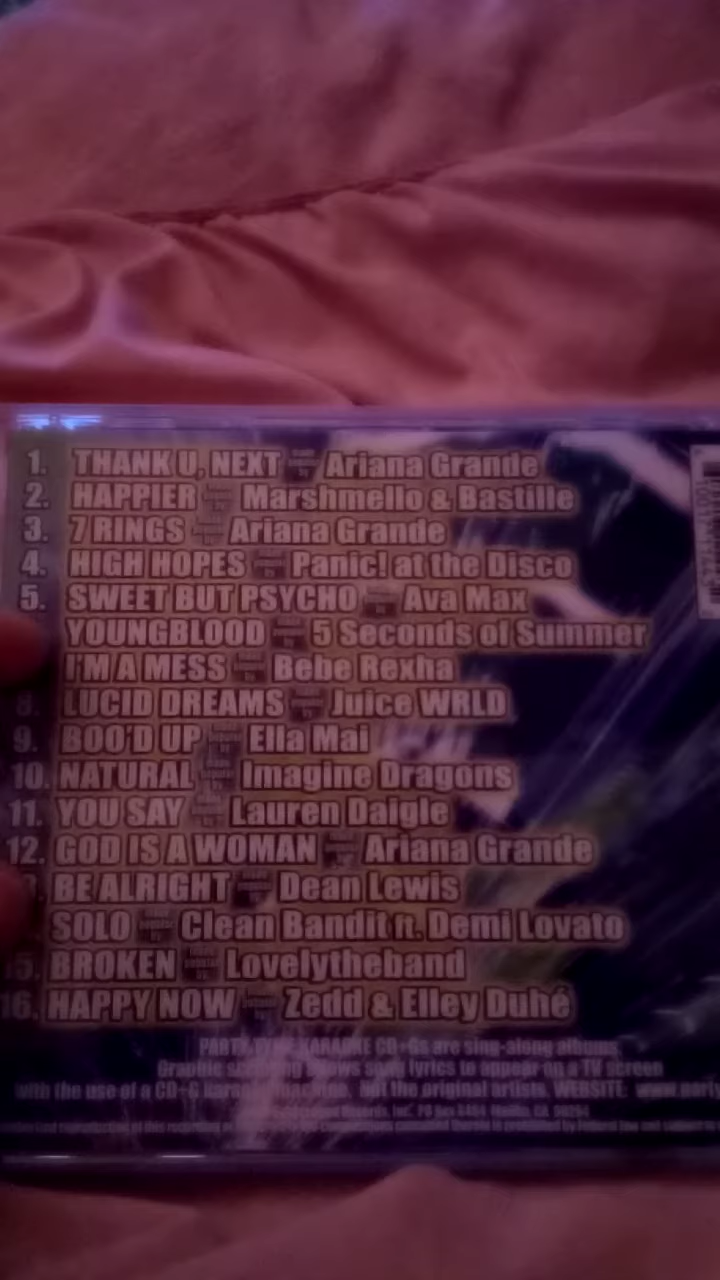 1. THANK U, NEXT Ariana Grande
2. HAPPIER Marshmello & Bastille
3. 7 RINGS Ariana Grande
4. HIGH HOPES Panic! at the Disco
5. SWEET BUT PSYCHO Ava Max
YOUNGBLOOD 5 Seconds of Summer
I'M A MESS Bebe Rexha
8. LUCID DREAMS Juice WRLD
9. BOO'D UP Ella Mai
10. NATURAL Imagine Dragons
11. YOU SAY Lauren Daigle
12. GOD IS A WOMAN Ariana Grande
BE ALRIGHT Dean Lewis
SOLO Clean Bandit ft. Demi Lovato
15. BROKEN Lovelytheband
16. HAPPY NOW Zedd & Elley Duhé
KARAOKE CD+Gs are sing-along albums.
lyrics to appear on a TV screen
with the use of a CD+G not the original artists. WEBSITE: